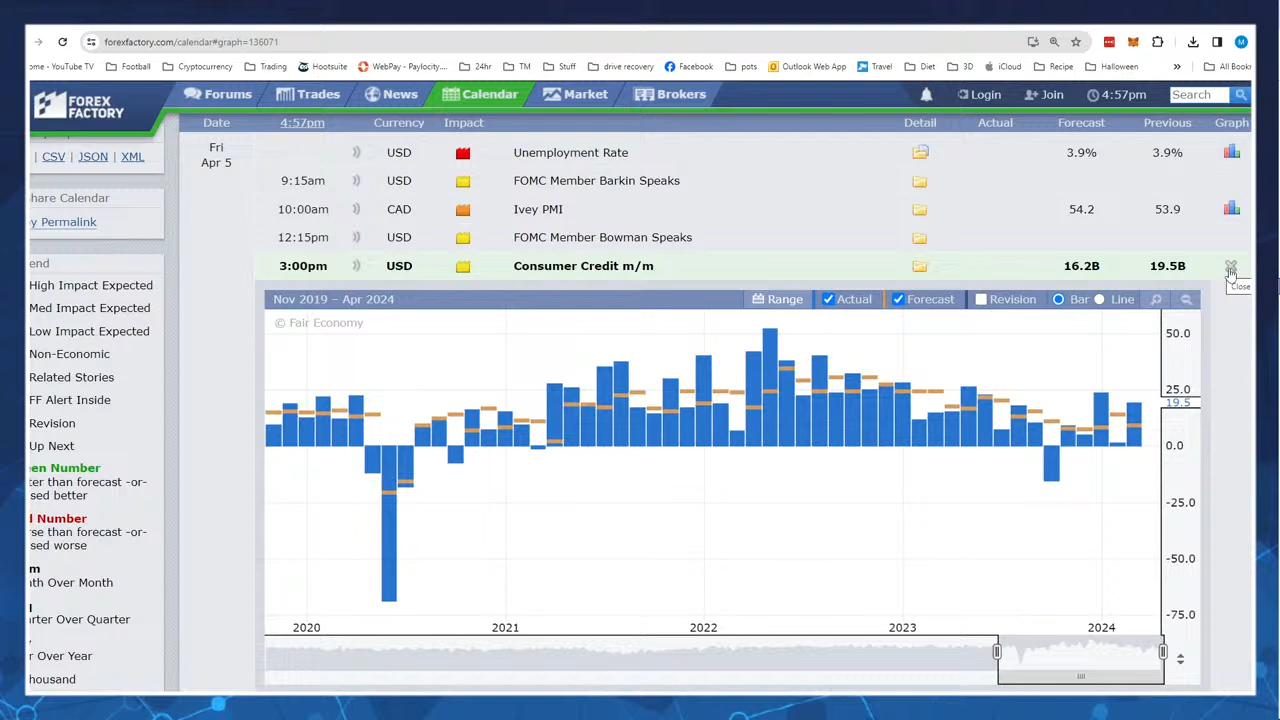 forexfactory.com/calendar#graph=136071
ome - YouTube TV Football Cryptocurrency Trading Hootsuite WebPay - Paylocity... 24hr TM Stuff drive recovery Facebook pots Outlook Web App Travel Diet 3D iCloud Recipe Halloween » All Bookr
FOREX FACTORY Forums Trades News Calendar Market Brokers Login Join 4:57pm Search
Date 4:57pm Currency Impact Detail Actual Forecast Previous Graph
Fri
Apr 5
USD Unemployment Rate 3.9% 3.9%
9:15am USD FOMC Member Barkin Speaks
10:00am CAD Ivey PMI 54.2 53.9
12:15pm USD FOMC Member Bowman Speaks
3:00pm USD Consumer Credit m/m 16.2B 19.5B
Close
| CSV | JSON | XML
hare Calendar
y Permalink
end
High Impact Expected
Med Impact Expected
Low Impact Expected
Non-Economic
Related Stories
FF Alert Inside
Revision
Up Next
een Number
ter than forecast -or-
sed better
d Number
rse than forecast -or-
sed worse
m
nth Over Month
arter Over Quarter
r Over Year
housand
Nov 2019 – Apr 2024 Range Actual Forecast Revision Bar Line
© Fair Economy
50.0
25.0
19.5
0.0
-25.0
-50.0
-75.0
2020 2021 2022 2023 2024